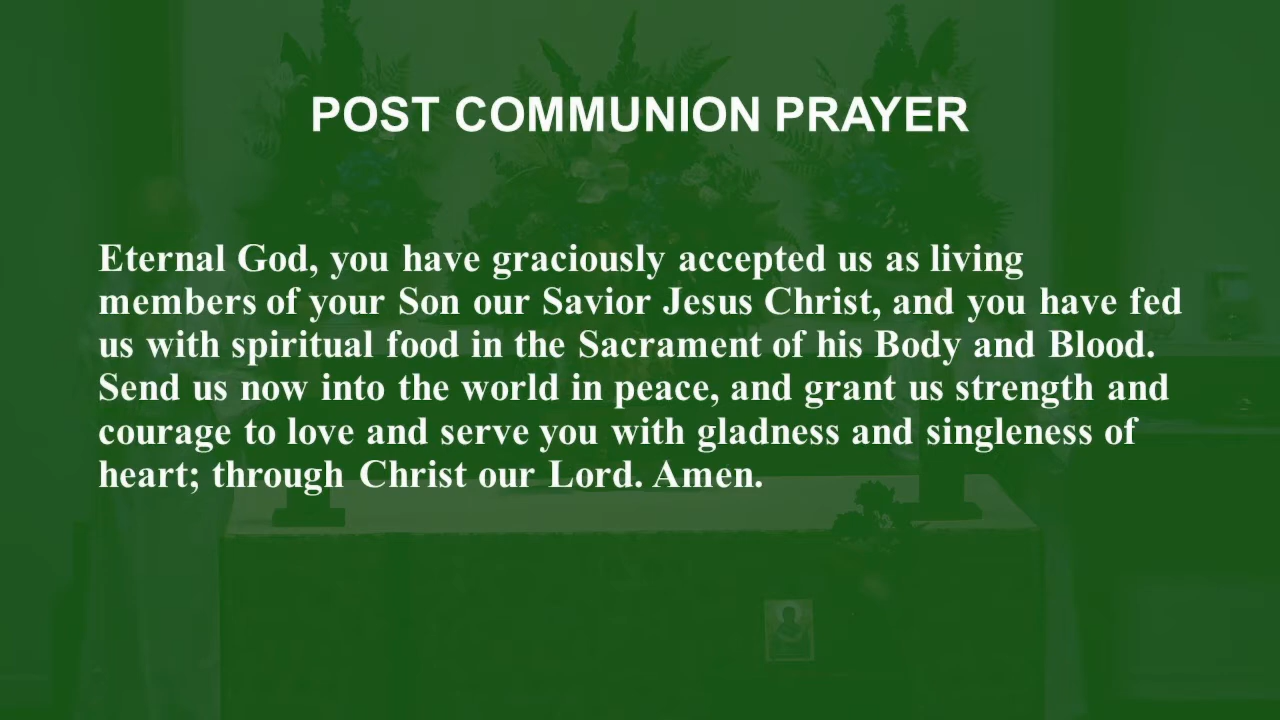 POST COMMUNION PRAYER
Eternal God, you have graciously accepted us as living
members of your Son our Savior Jesus Christ, and you have fed
us with spiritual food in the Sacrament of his Body and Blood.
Send us now into the world in peace, and grant us strength and
courage to love and serve you with gladness and singleness of
heart; through Christ our Lord. Amen.